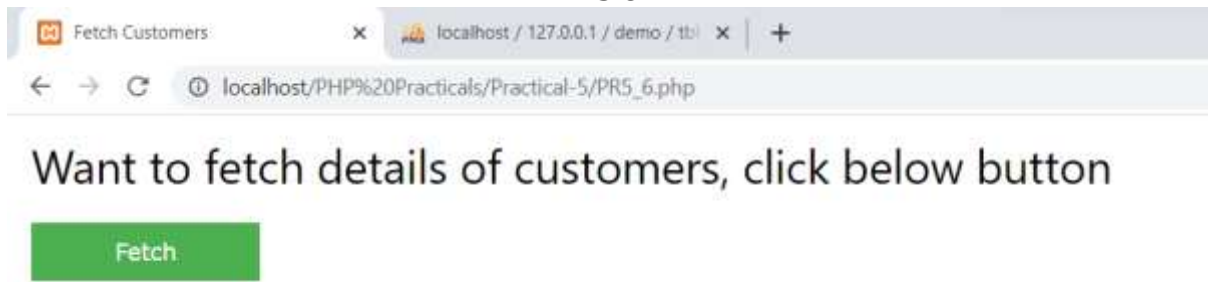 Fetch Customers
localhost / 127.0.0.1 / demo / tbl
localhost/PHP%20Practicals/Practical-5/PR5_6.php
Want to fetch details of customers, click below button
Fetch